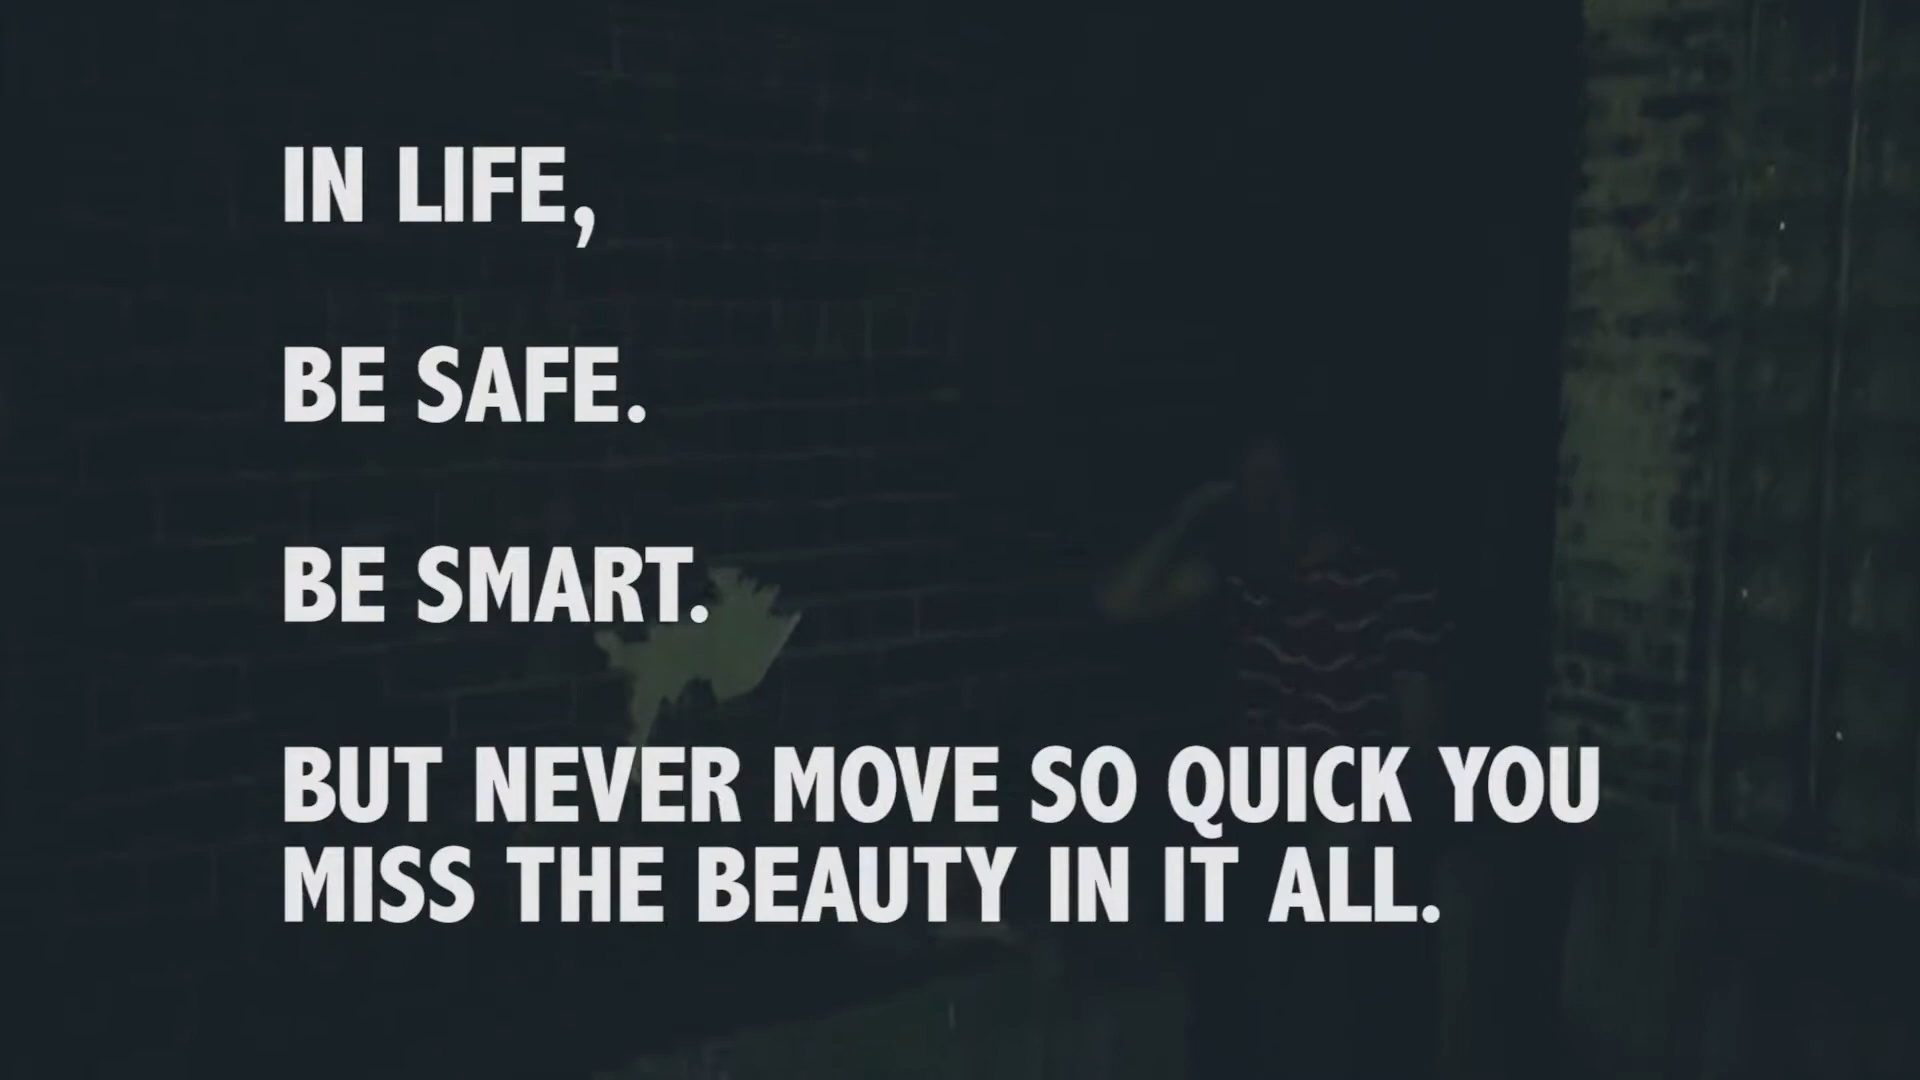 IN LIFE,
BE SAFE.
BE SMART.
BUT NEVER MOVE SO QUICK YOU
MISS THE BEAUTY IN IT ALL.